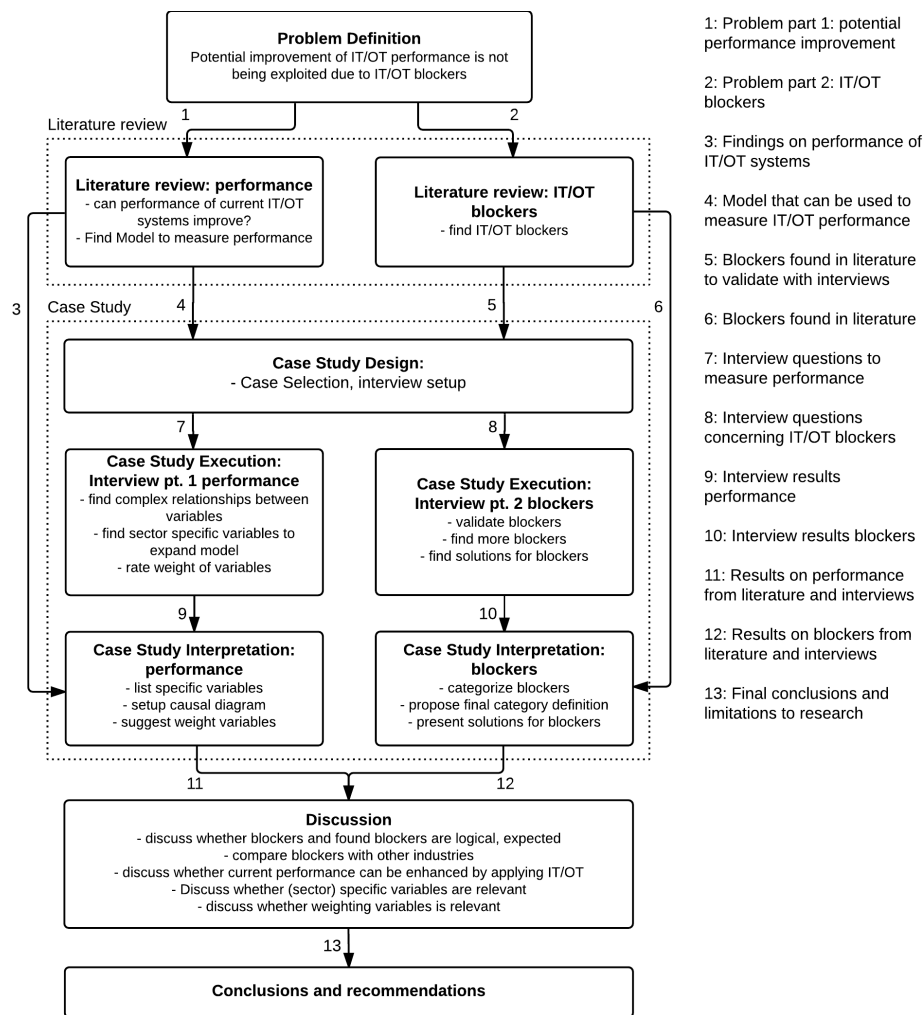 Problem Definition
Potential improvement of IT/OT performance is not
being exploited due to IT/OT blockers
1
2
Literature review
Literature review: performance
- can performance of current IT/OT
systems improve?
- Find Model to measure performance
Literature review: IT/OT
blockers
- find IT/OT blockers
3
4
5
6
Case Study
Case Study Design:
- Case Selection, interview setup
7
8
Case Study Execution:
Interview pt. 1 performance
- find complex relationships between
variables
- find sector specific variables to
expand model
- rate weight of variables
Case Study Execution:
Interview pt. 2 blockers
- validate blockers
- find more blockers
- find solutions for blockers
9
10
Case Study Interpretation:
performance
- list specific variables
- setup causal diagram
- suggest weight variables
Case Study Interpretation:
blockers
- categorize blockers
- propose final category definition
- present solutions for blockers
11
12
Discussion
- discuss whether blockers and found blockers are logical, expected
- compare blockers with other industries
- discuss whether current performance can be enhanced by applying IT/OT
- Discuss whether (sector) specific variables are relevant
- discuss whether weighting variables is relevant
13
Conclusions and recommendations
1: Problem part 1: potential
performance improvement
2: Problem part 2: IT/OT
blockers
3: Findings on performance of
IT/OT systems
4: Model that can be used to
measure IT/OT performance
5: Blockers found in literature
to validate with interviews
6: Blockers found in literature
7: Interview questions to
measure performance
8: Interview questions
concerning IT/OT blockers
9: Interview results
performance
10: Interview results blockers
11: Results on performance
from literature and interviews
12: Results on blockers from
literature and interviews
13: Final conclusions and
limitations to research